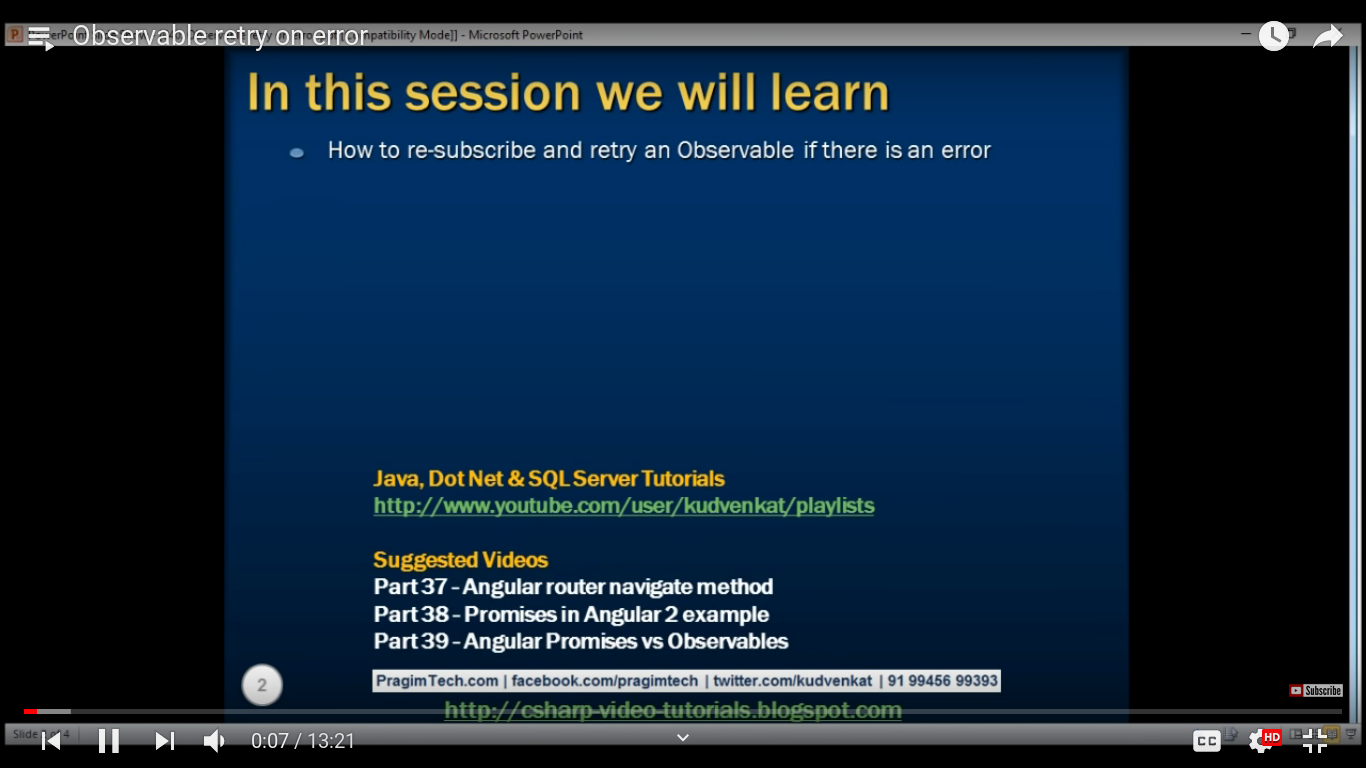 Observable retry on error
patibility Mode]] - Microsoft PowerPoint
In this session we will learn
How to re-subscribe and retry an Observable if there is an error
Java, Dot Net & SQL Server Tutorials
http://www.youtube.com/user/kudvenkat/playlists
Suggested Videos
Part 37 - Angular router navigate method
Part 38 - Promises in Angular 2 example
Part 39 - Angular Promises vs Observables
2
PragimTech.com | facebook.com/pragimtech | twitter.com/kudvenkat | 91 99456 99393
Subscribe
http://csharp-video-tutorials.blogspot.com
Slide
0:07 / 13:21
CC
HD